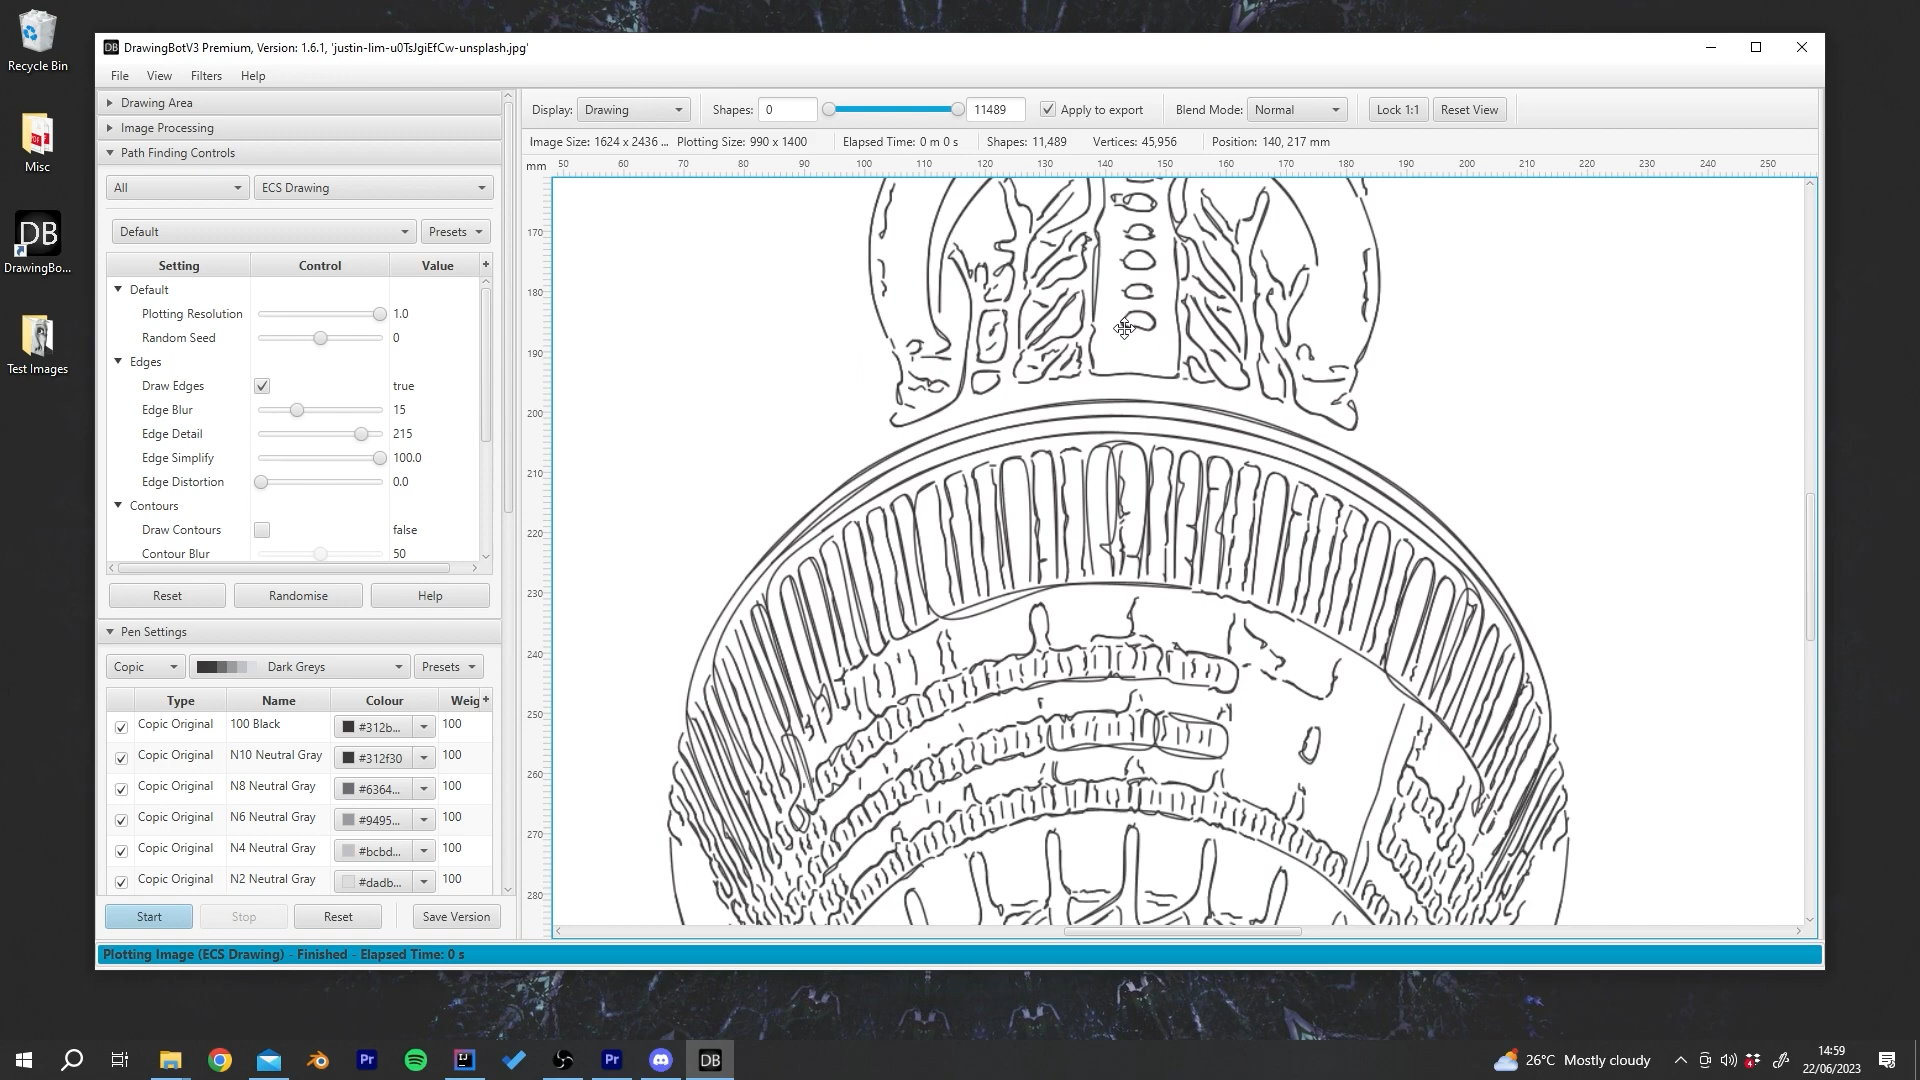 Recycle Bin
Misc
DB
DrawingBo...
Test Images
DB DrawingBotV3 Premium, Version: 1.6.1, 'justin-lim-u0TsJgiEfCw-unsplash.jpg'
File View Filters Help
Drawing Area
Image Processing
Path Finding Controls
All ECS Drawing
Default Presets
Setting Control Value +
Default
Plotting Resolution 1.0
Random Seed 0
Edges
Draw Edges true
Edge Blur 15
Edge Detail 215
Edge Simplify 100.0
Edge Distortion 0.0
Contours
Draw Contours false
Contour Blur 50
Reset Randomise Help
Pen Settings
Copic Dark Greys Presets
Type Name Colour Weig +
Copic Original 100 Black #312b... 100
Copic Original N10 Neutral Gray #312f30 100
Copic Original N8 Neutral Gray #6364... 100
Copic Original N6 Neutral Gray #9495... 100
Copic Original N4 Neutral Gray #bcbd... 100
Copic Original N2 Neutral Gray #dadb... 100
Start Stop Reset Save Version
Display: Drawing Shapes: 0 11489 Apply to export Blend Mode: Normal Lock 1:1 Reset View
Image Size: 1624 x 2436 ... Plotting Size: 990 x 1400 Elapsed Time: 0 m 0 s Shapes: 11,489 Vertices: 45,956 Position: 140, 217 mm
mm 50 60 70 80 90 100 110 120 130 140 150 160 170 180 190 200 210 220 230 240 250
170
180
190
200
210
220
230
240
250
260
270
280
Plotting Image (ECS Drawing) - Finished - Elapsed Time: 0 s
Pr Pr DB 26°C Mostly cloudy 14:59
22/06/2023